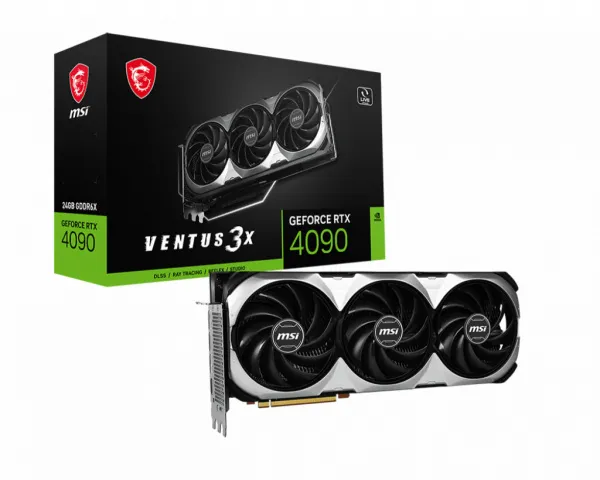 msi
24GB GDDR6X
GEFORCE RTX
4090
LIVE
VENTUS 3X
GEFORCE RTX
4090
DLSS / RAY TRACING / REFLEX / STUDIO
msi
msi
msi